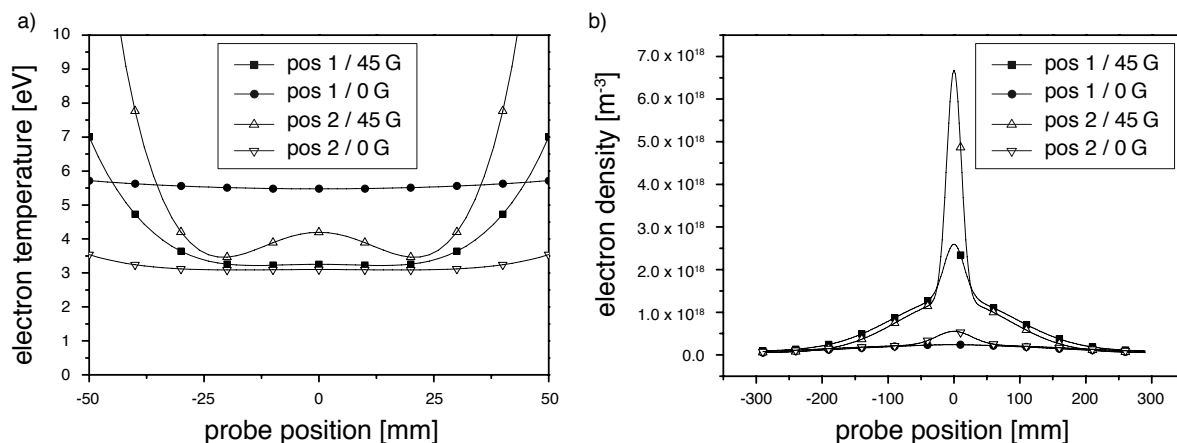 a)
electron temperature [eV]
10
9
8
7
6
5
4
3
2
1
0
pos 1 / 45 G
pos 1 / 0 G
pos 2 / 45 G
pos 2 / 0 G
-50
-25
0
25
50
probe position [mm]
b)
electron density [m⁻³]
7.0 x 10¹⁸
6.0 x 10¹⁸
5.0 x 10¹⁸
4.0 x 10¹⁸
3.0 x 10¹⁸
2.0 x 10¹⁸
1.0 x 10¹⁸
0.0
pos 1 / 45 G
pos 1 / 0 G
pos 2 / 45 G
pos 2 / 0 G
-300
-200
-100
0
100
200
300
probe position [mm]